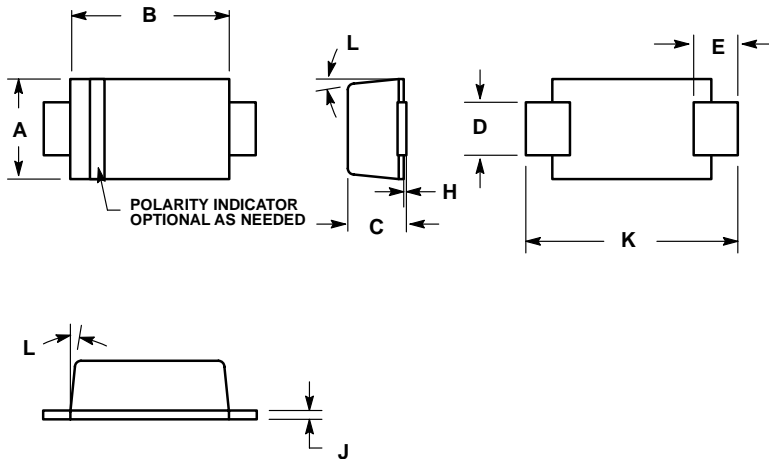 B
L
E
A
D
POLARITY INDICATOR
OPTIONAL AS NEEDED
H
C
K
L
J